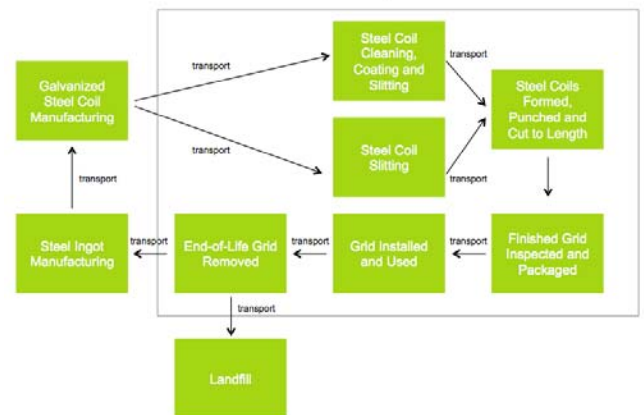 Steel Coil
Cleaning,
Coating and
Slitting
transport
transport
Galvanized
Steel Coil
Manufacturing
Steel Coils
Formed,
Punched and
Cut to Length
transport
Steel Coil
Slitting
transport
transport
Steel Ingot
Manufacturing
transport
End-of-Life Grid
Removed
transport
Grid Installed
and Used
transport
Finished Grid
Inspected and
Packaged
transport
Landfill